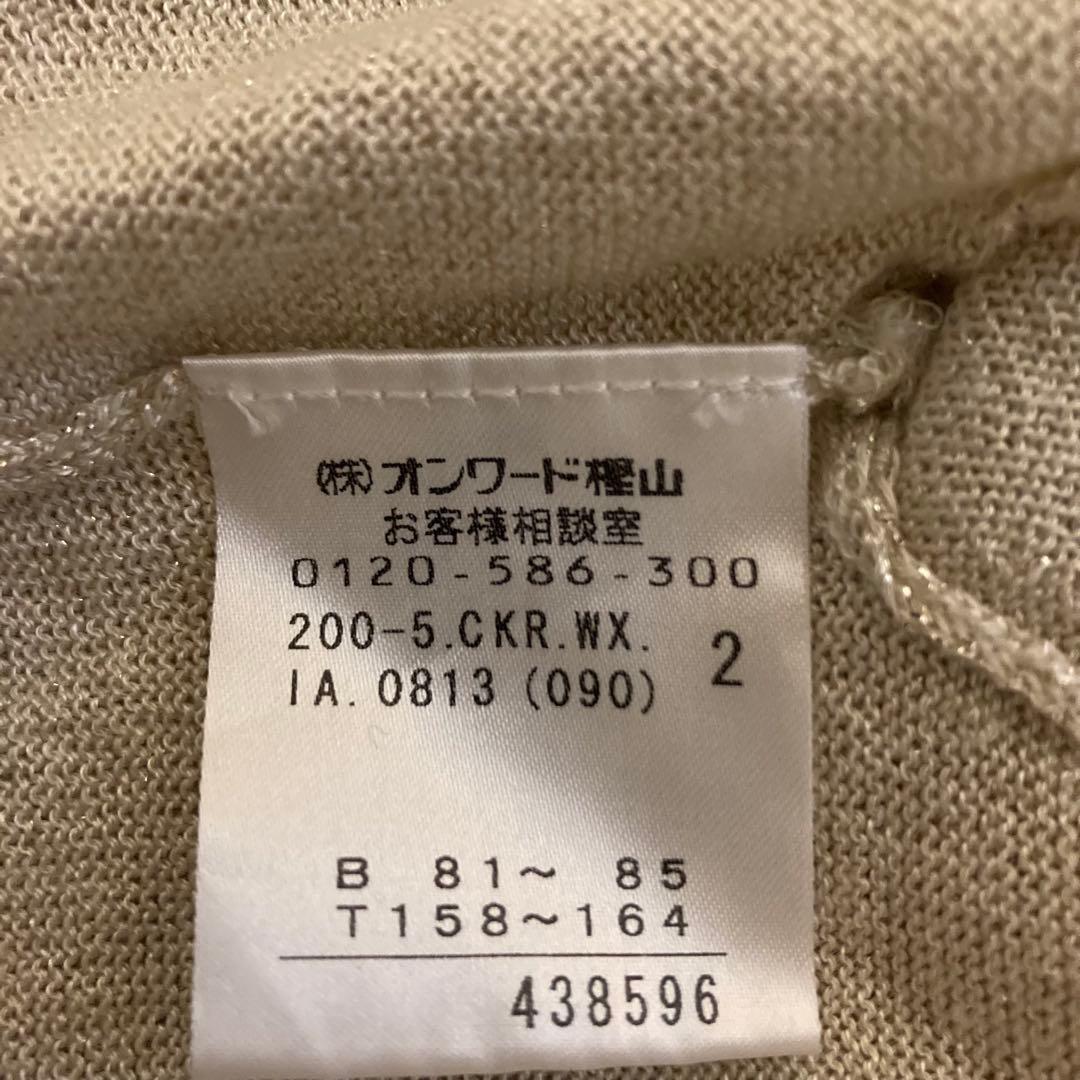 (株)オンワード樫山
お客様相談室
0120-586-300
200-5.CKR.WX. 2
IA.0813 (090)
B 81～ 85
T158～164
438596